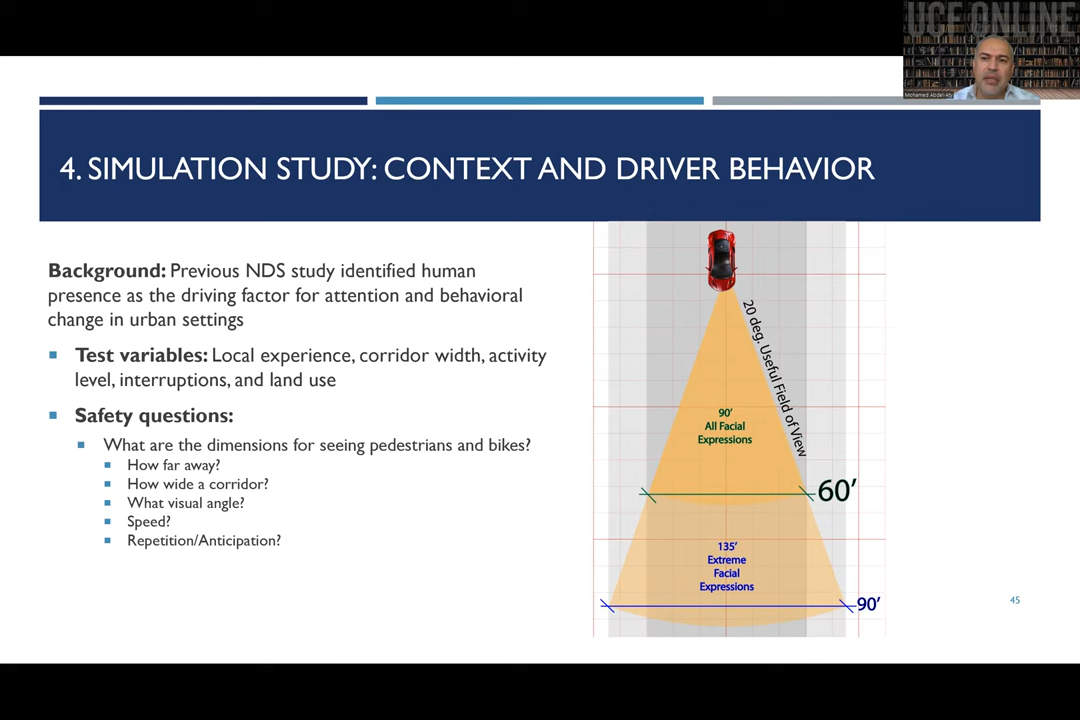 UCF ONLINE
Mohamed Abdel-Aty
4. SIMULATION STUDY: CONTEXT AND DRIVER BEHAVIOR
Background: Previous NDS study identified human
presence as the driving factor for attention and behavioral
change in urban settings
Test variables: Local experience, corridor width, activity
level, interruptions, and land use
Safety questions:
What are the dimensions for seeing pedestrians and bikes?
How far away?
How wide a corridor?
What visual angle?
Speed?
Repetition/Anticipation?
20 deg. Useful Field of View
90'
All Facial
Expressions
60'
135'
Extreme
Facial
Expressions
90'
45